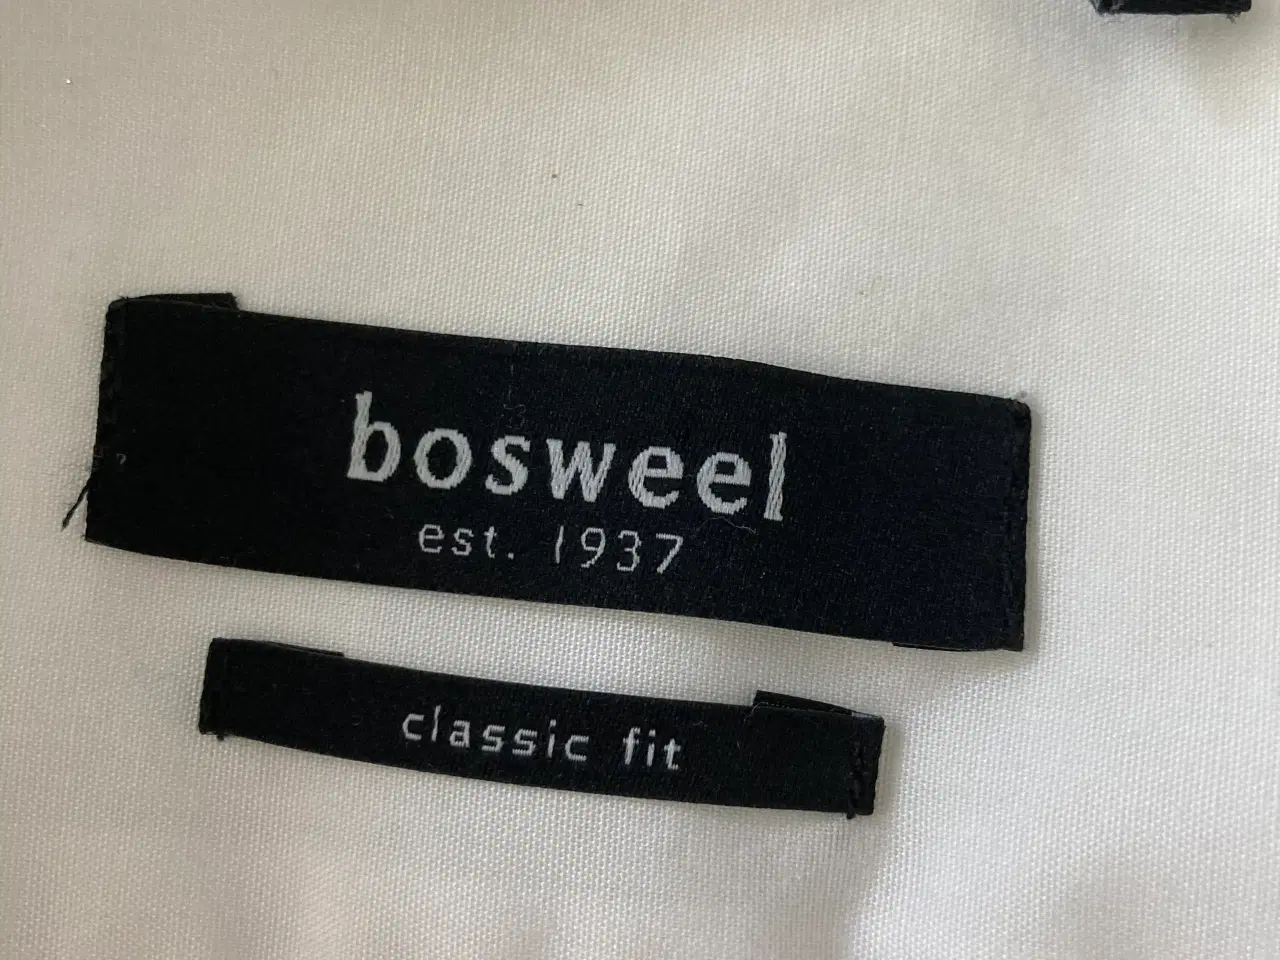 bosweel
est. 1937
classic fit